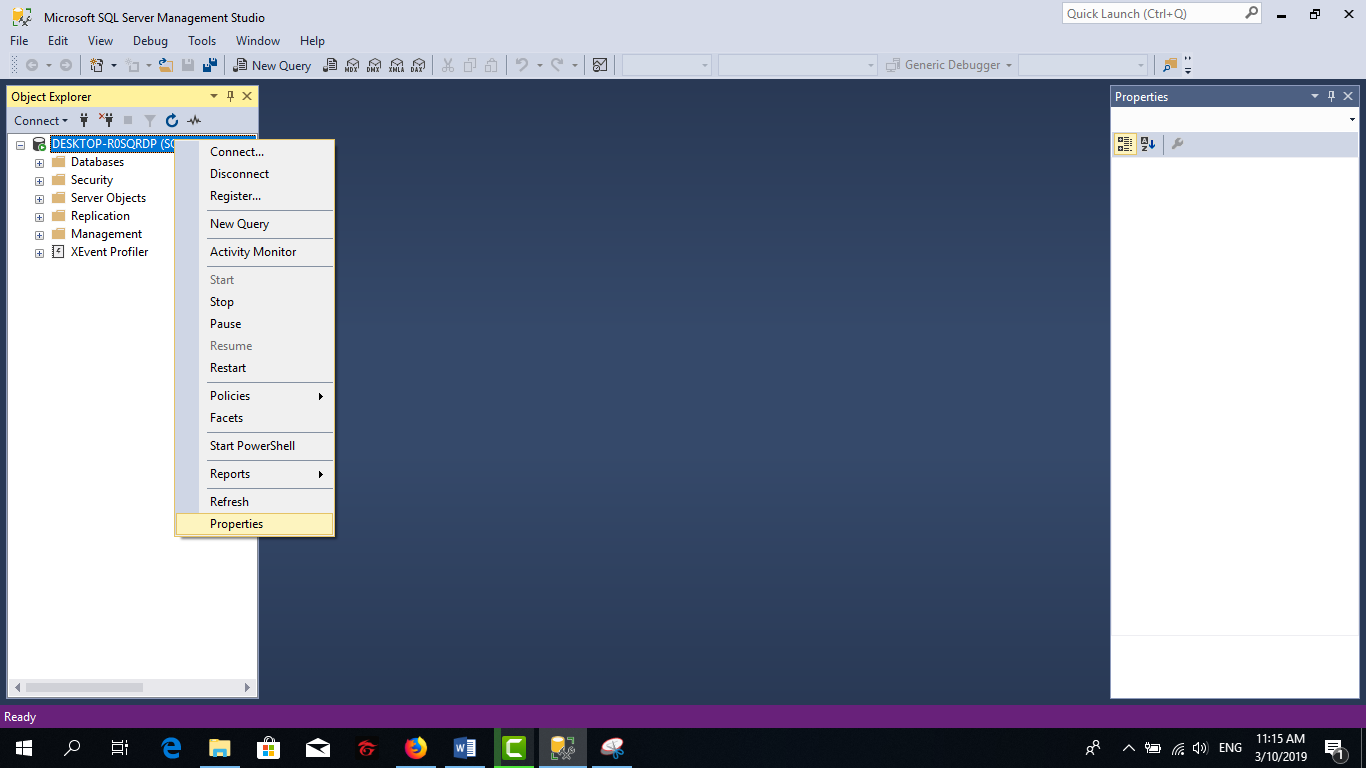 Microsoft SQL Server Management Studio
Quick Launch (Ctrl+Q)
File Edit View Debug Tools Window Help
New Query
MDX DMX XMLA DAX
Generic Debugger
Object Explorer
Connect
DESKTOP-R0SQRDP (SQ
Databases
Security
Server Objects
Replication
Management
XEvent Profiler
Connect...
Disconnect
Register...
New Query
Activity Monitor
Start
Stop
Pause
Resume
Restart
Policies
Facets
Start PowerShell
Reports
Refresh
Properties
Properties
Ready
ENG
11:15 AM
3/10/2019
1